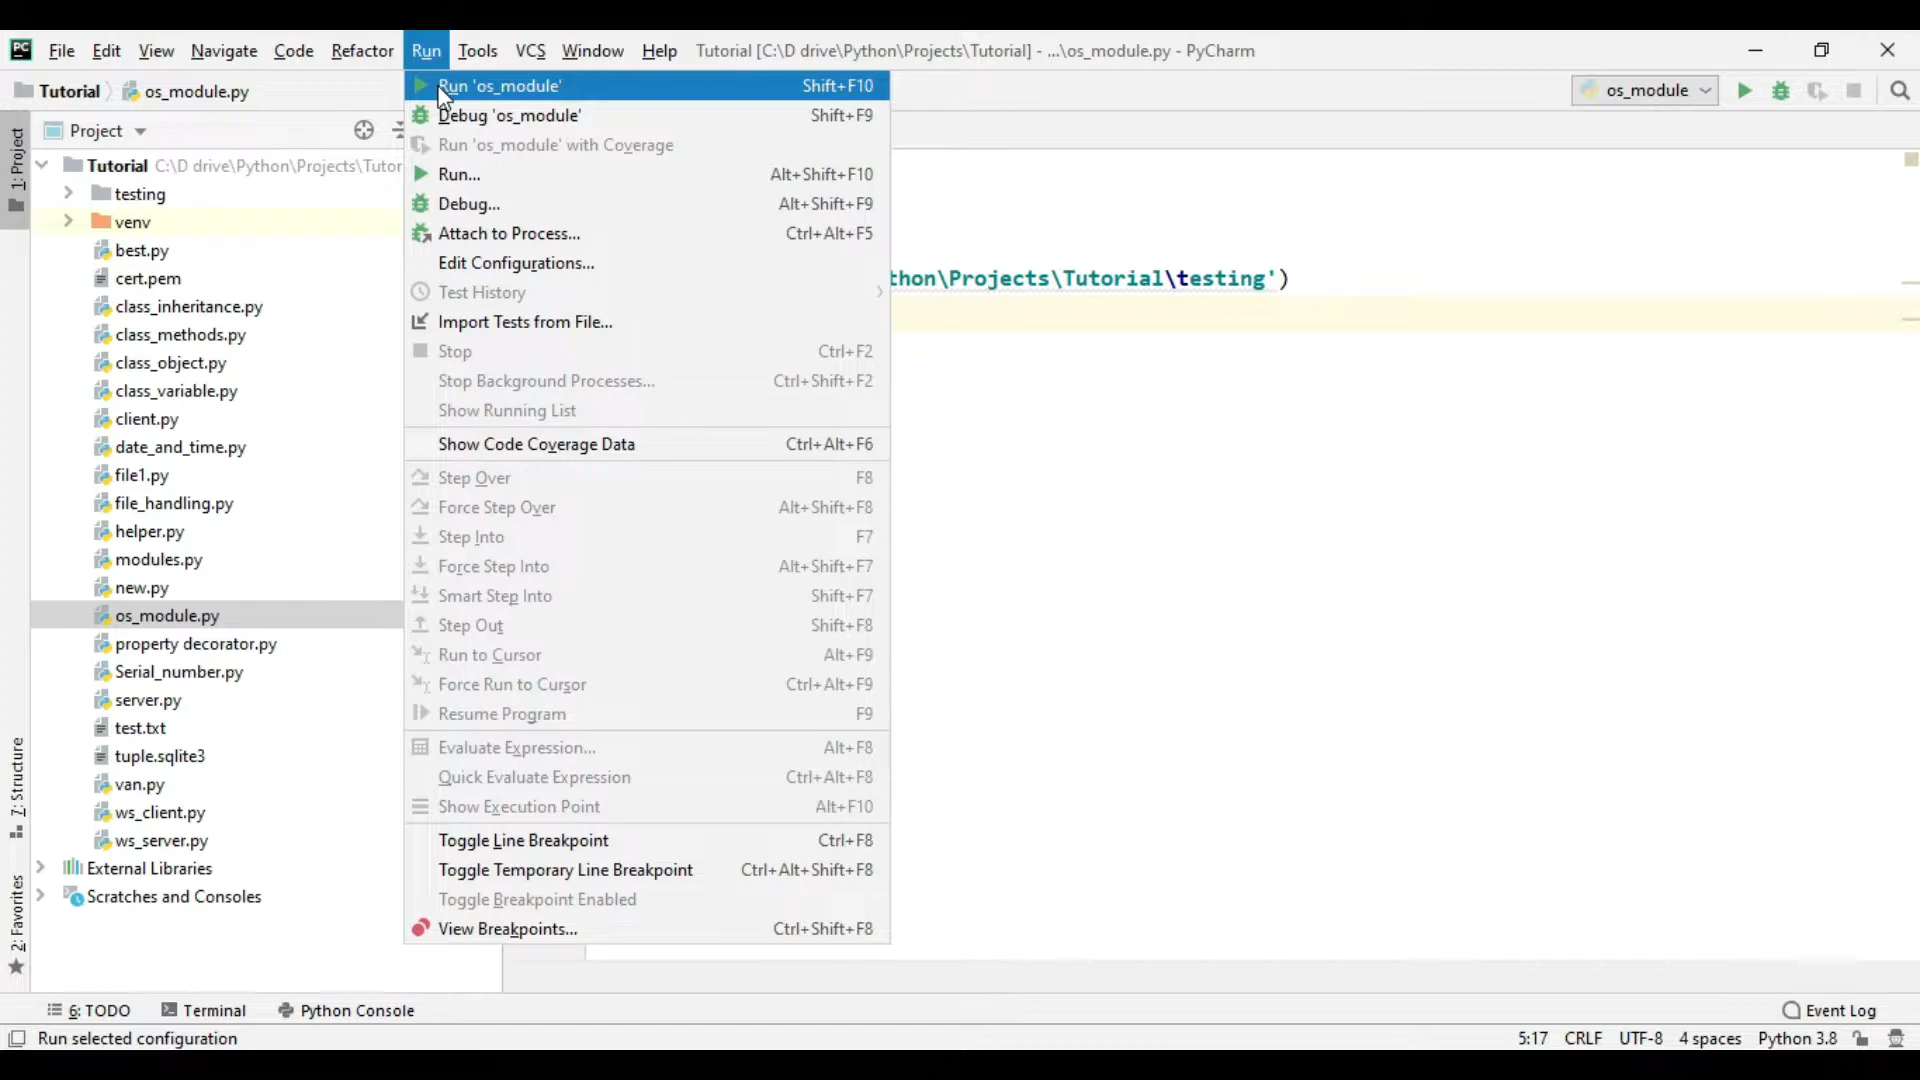 PC File Edit View Navigate Code Refactor Run Tools VCS Window Help Tutorial [C:\D drive\Python\Projects\Tutorial] - ...\os_module.py - PyCharm
Tutorial os_module.py
os_module
Run 'os_module' Shift+F10
Debug 'os_module' Shift+F9
Run 'os_module' with Coverage
Run... Alt+Shift+F10
Debug... Alt+Shift+F9
Attach to Process... Ctrl+Alt+F5
Edit Configurations...
Test History
Import Tests from File...
Stop Ctrl+F2
Stop Background Processes... Ctrl+Shift+F2
Show Running List
Show Code Coverage Data Ctrl+Alt+F6
Step Over F8
Force Step Over Alt+Shift+F8
Step Into F7
Force Step Into Alt+Shift+F7
Smart Step Into Shift+F7
Step Out Shift+F8
Run to Cursor Alt+F9
Force Run to Cursor Ctrl+Alt+F9
Resume Program F9
Evaluate Expression... Alt+F8
Quick Evaluate Expression Ctrl+Alt+F8
Show Execution Point Alt+F10
Toggle Line Breakpoint Ctrl+F8
Toggle Temporary Line Breakpoint Ctrl+Alt+Shift+F8
Toggle Breakpoint Enabled
View Breakpoints... Ctrl+Shift+F8
1: Project
7: Structure
2: Favorites
Project
Tutorial C:\D drive\Python\Projects\Tutor
testing
venv
best.py
cert.pem
class_inheritance.py
class_methods.py
class_object.py
class_variable.py
client.py
date_and_time.py
file1.py
file_handling.py
helper.py
modules.py
new.py
os_module.py
property decorator.py
Serial_number.py
server.py
test.txt
tuple.sqlite3
van.py
ws_client.py
ws_server.py
External Libraries
Scratches and Consoles
thon\Projects\Tutorial\testing')
6: TODO Terminal Python Console Event Log
Run selected configuration 5:17 CRLF UTF-8 4 spaces Python 3.8